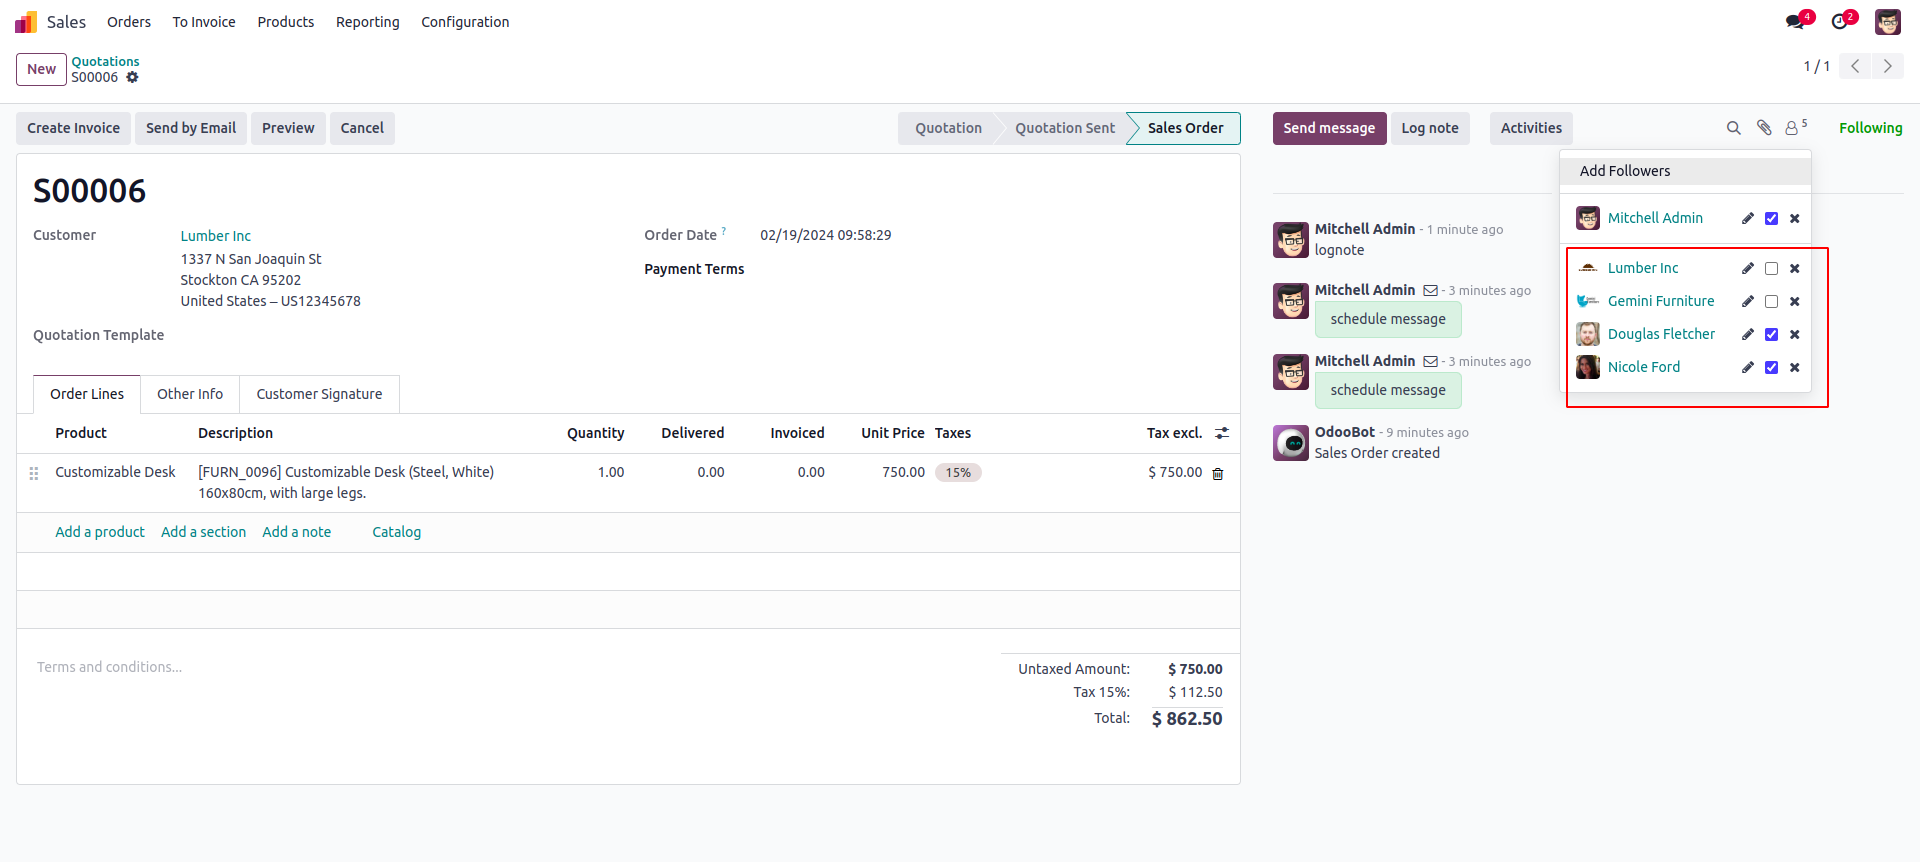 Sales Orders To Invoice Products Reporting Configuration 4 2
New Quotations
S00006
1 / 1
Create Invoice Send by Email Preview Cancel Quotation Quotation Sent Sales Order
Send message Log note Activities 5 Following
S00006
Customer Lumber Inc
1337 N San Joaquin St
Stockton CA 95202
United States – US12345678
Order Date ? 02/19/2024 09:58:29
Payment Terms
Quotation Template
Order Lines Other Info Customer Signature
Product Description Quantity Delivered Invoiced Unit Price Taxes Tax excl.
Customizable Desk [FURN_0096] Customizable Desk (Steel, White) 1.00 0.00 0.00 750.00 15% $ 750.00
160x80cm, with large legs.
Add a product Add a section Add a note Catalog
Terms and conditions...
Untaxed Amount: $ 750.00
Tax 15%: $ 112.50
Total: $ 862.50
Add Followers
Mitchell Admin
Lumber Inc
Gemini Furniture
Douglas Fletcher
Nicole Ford
Mitchell Admin - 1 minute ago
lognote
Mitchell Admin - 3 minutes ago
schedule message
Mitchell Admin - 3 minutes ago
schedule message
OdooBot - 9 minutes ago
Sales Order created